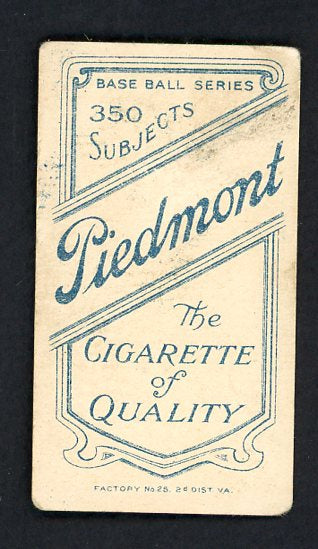 BASE BALL SERIES
350
SUBJECTS
Piedmont
The
CIGARETTE
of
QUALITY
FACTORY No 25, 2d DIST. VA.